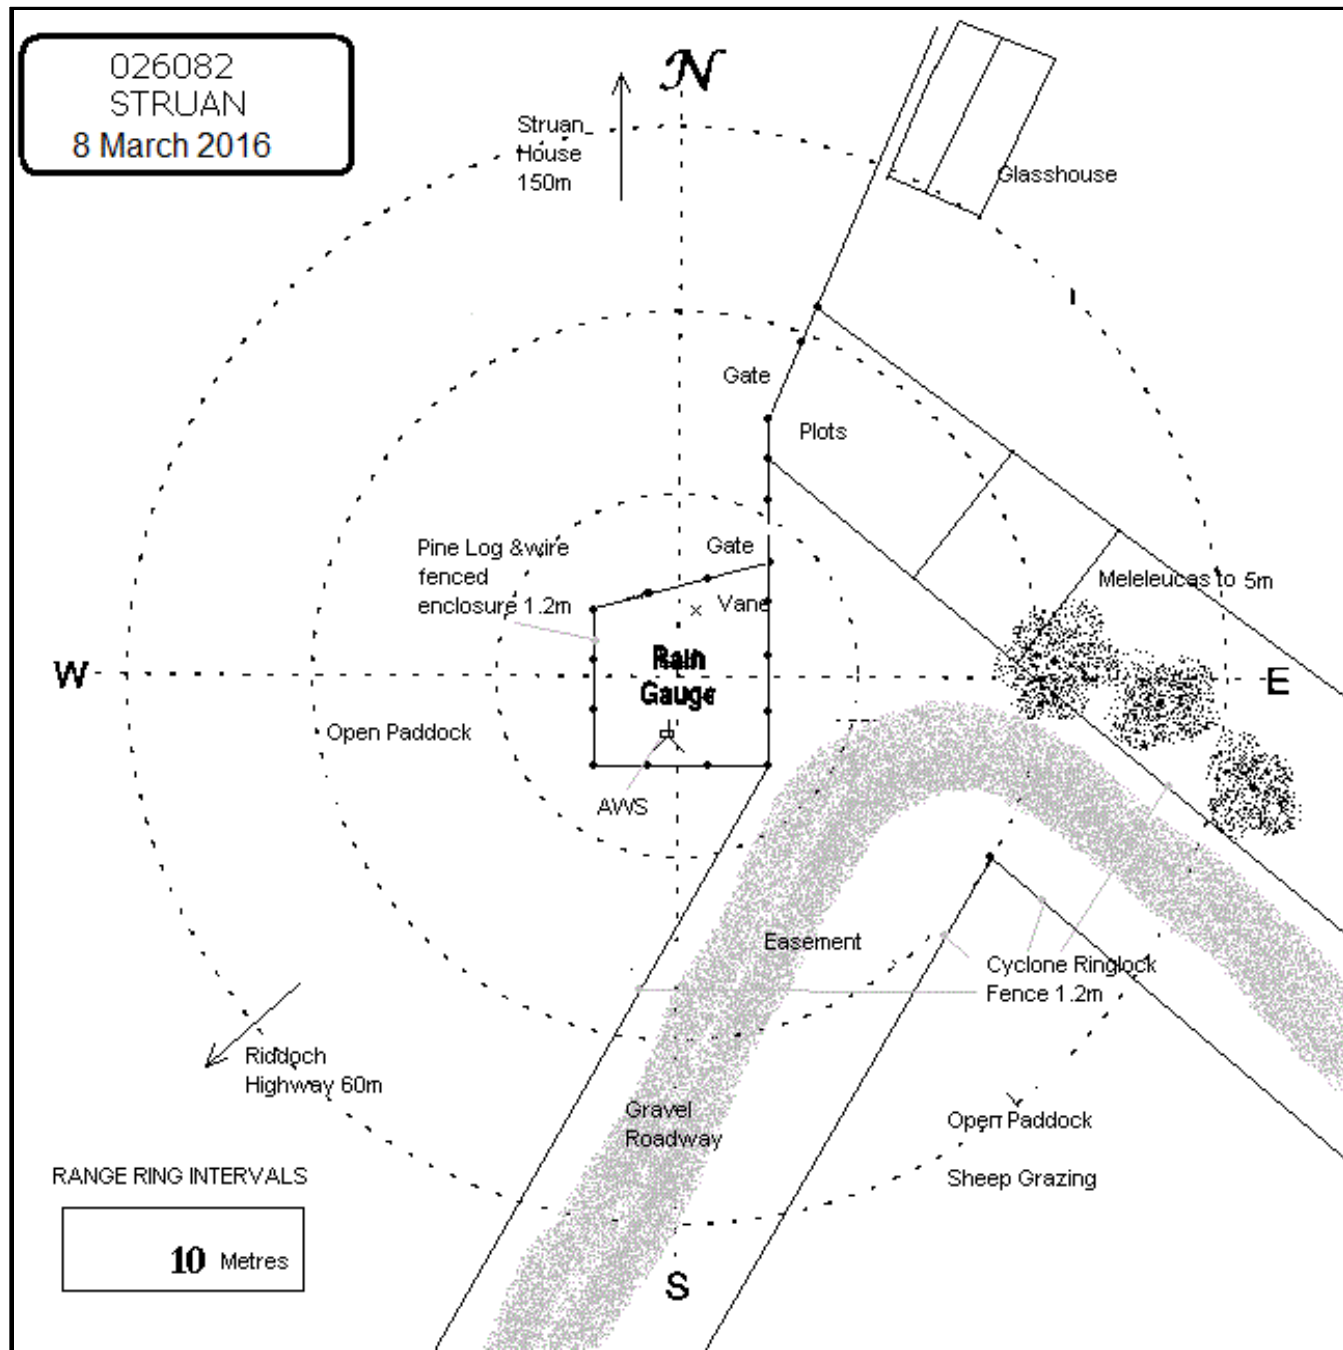 026082
STRUAN
8 March 2016
N
Struan
House
150m
Glasshouse
Gate
Plots
Pine Log & wire
fenced
enclosure 1.2m
Gate
Vane
Meleleucas to 5m
Rain
Gauge
W
E
Open Paddock
AWS
Easement
Cyclone Ringlock
Fence 1.2m
Riddoch
Highway 60m
Gravel
Roadway
Open Paddock
Sheep Grazing
RANGE RING INTERVALS
10 Metres
S